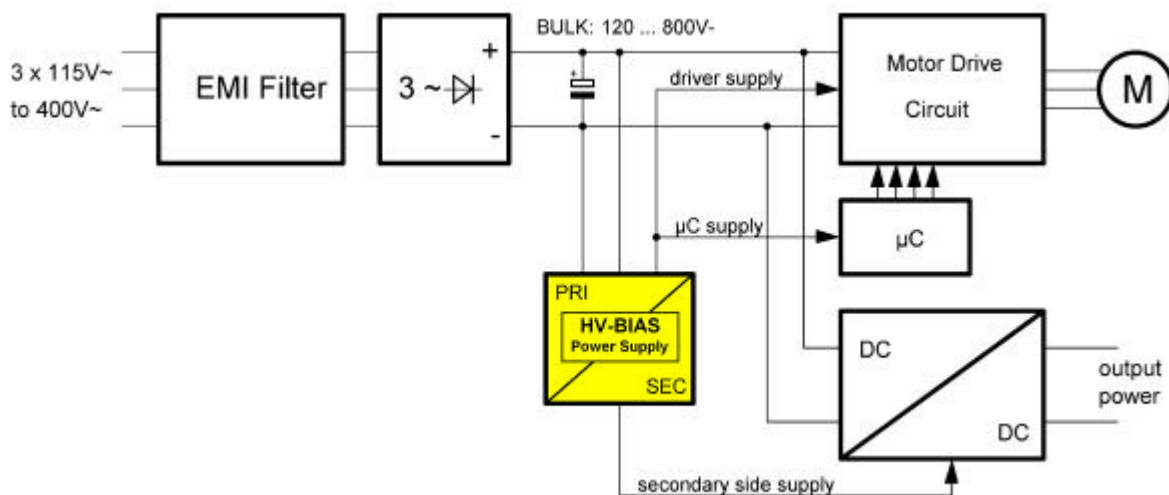 BULK: 120 ... 800V-
3 x 115V~
to 400V~
EMI Filter
3 ~
+
-
+
driver supply
Motor Drive
Circuit
M
µC supply
µC
PRI
HV-BIAS
Power Supply
SEC
DC
DC
output
power
secondary side supply